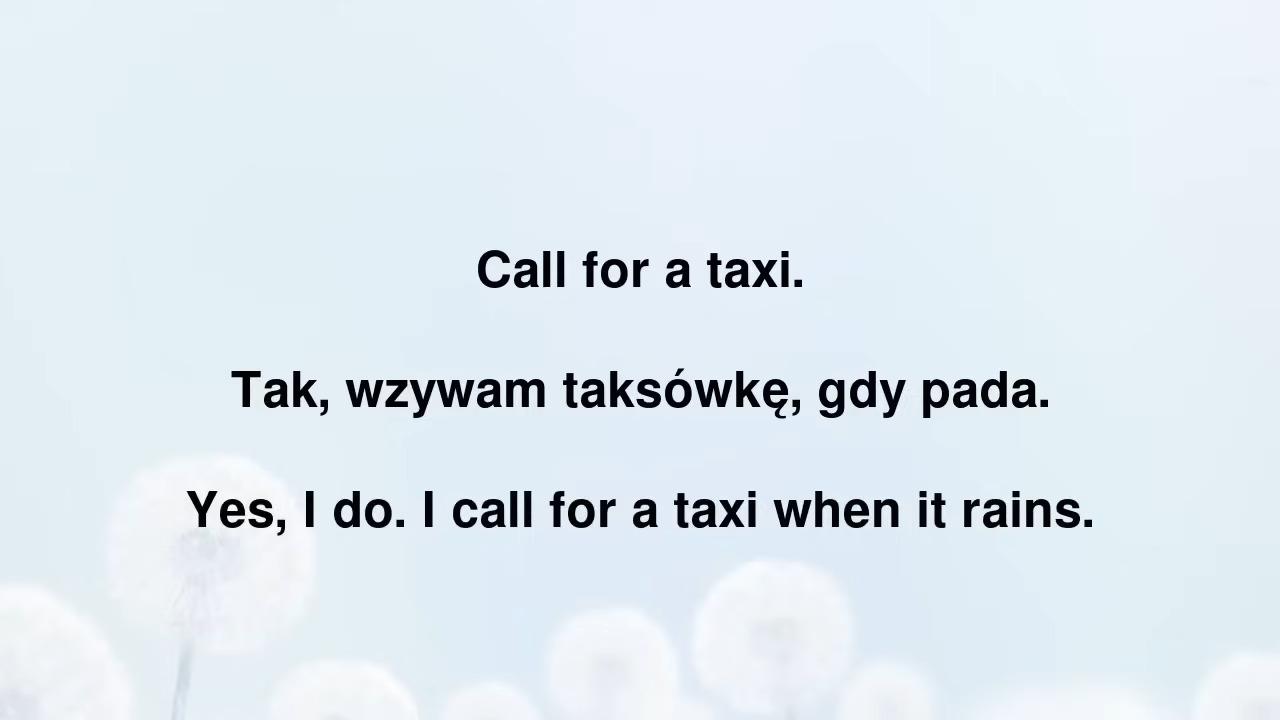 Call for a taxi.
Tak, wzywam taksówkę, gdy pada.
Yes, I do. I call for a taxi when it rains.